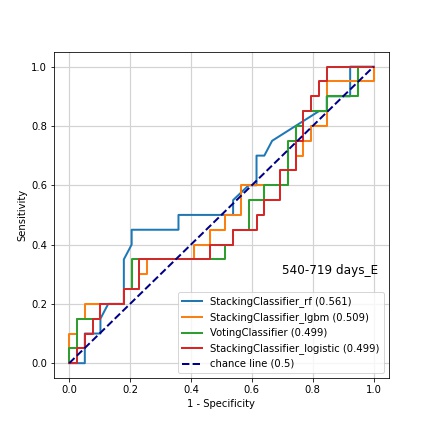 1.0
0.8
0.6
0.4
0.2
0.0
Sensitivity
540-719 days_E
StackingClassifier_rf (0.561)
StackingClassifier_lgbm (0.509)
VotingClassifier (0.499)
StackingClassifier_logistic (0.499)
chance line (0.5)
0.0 0.2 0.4 0.6 0.8 1.0
1 - Specificity